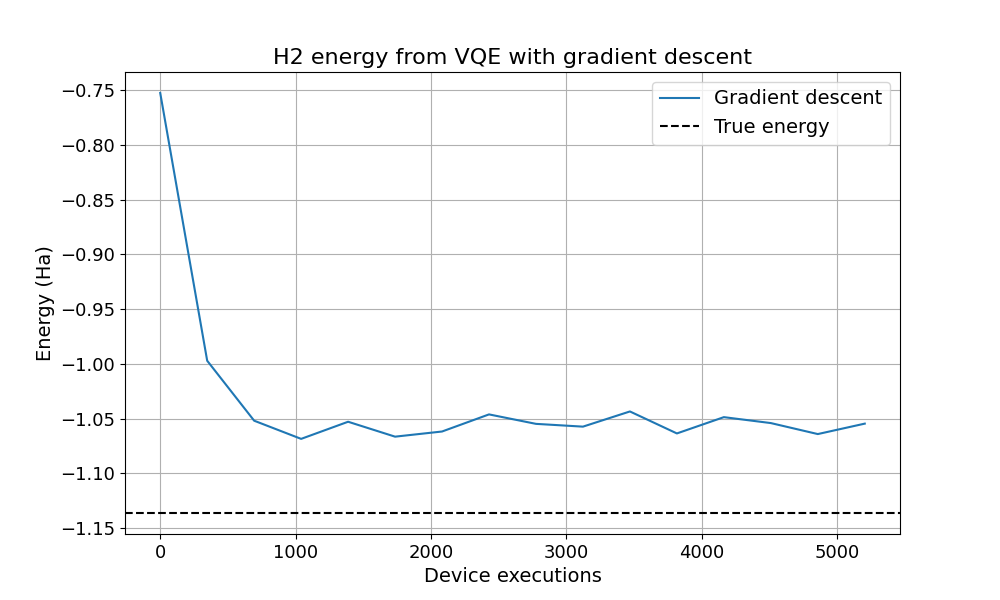 H2 energy from VQE with gradient descent
Gradient descent
True energy
Energy (Ha)
−0.75
−0.80
−0.85
−0.90
−0.95
−1.00
−1.05
−1.10
−1.15
0 1000 2000 3000 4000 5000
Device executions